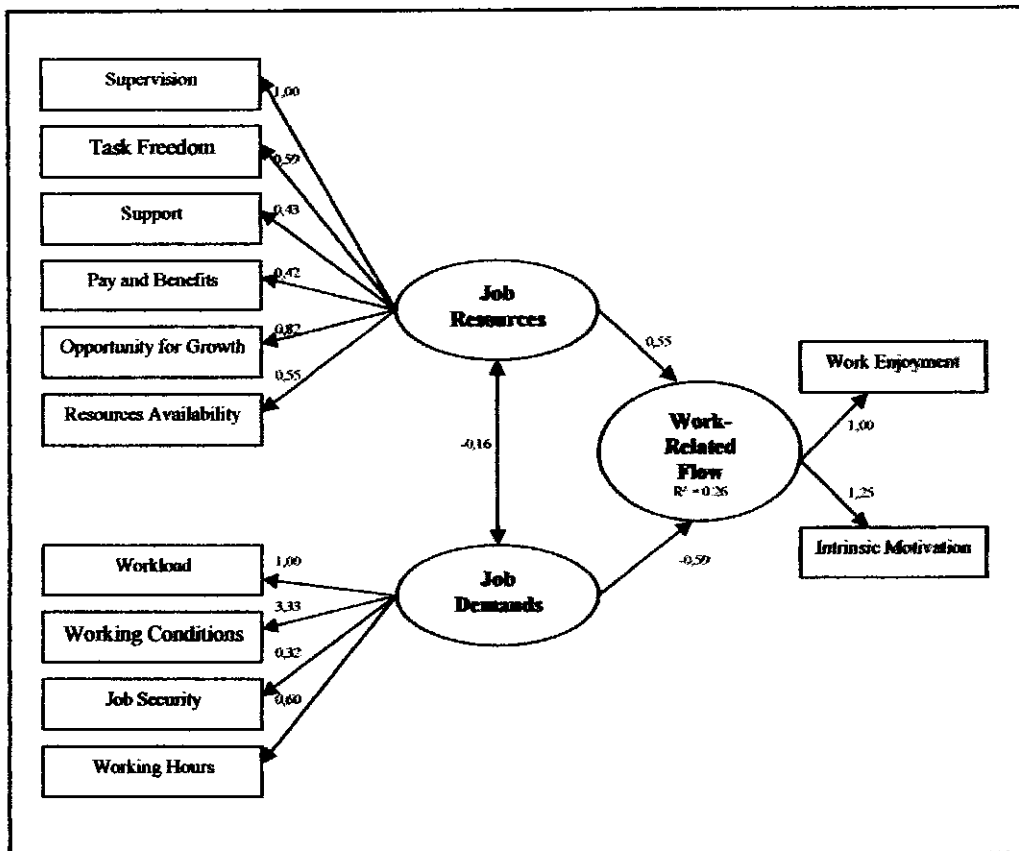 Supervision
1,00
Task Freedom
0,59
Support
0,43
Pay and Benefits
0,42
Opportunity for Growth
0,82
Resources Availability
0,55
Job
Resources
0,55
Work Enjoyment
1,00
Work-
Related
Flow
R² = 0.26
-0,16
1,25
Intrinsic Motivation
-0,59
Job
Demands
Workload
1,00
Working Conditions
3,33
Job Security
0,32
Working Hours
0,60